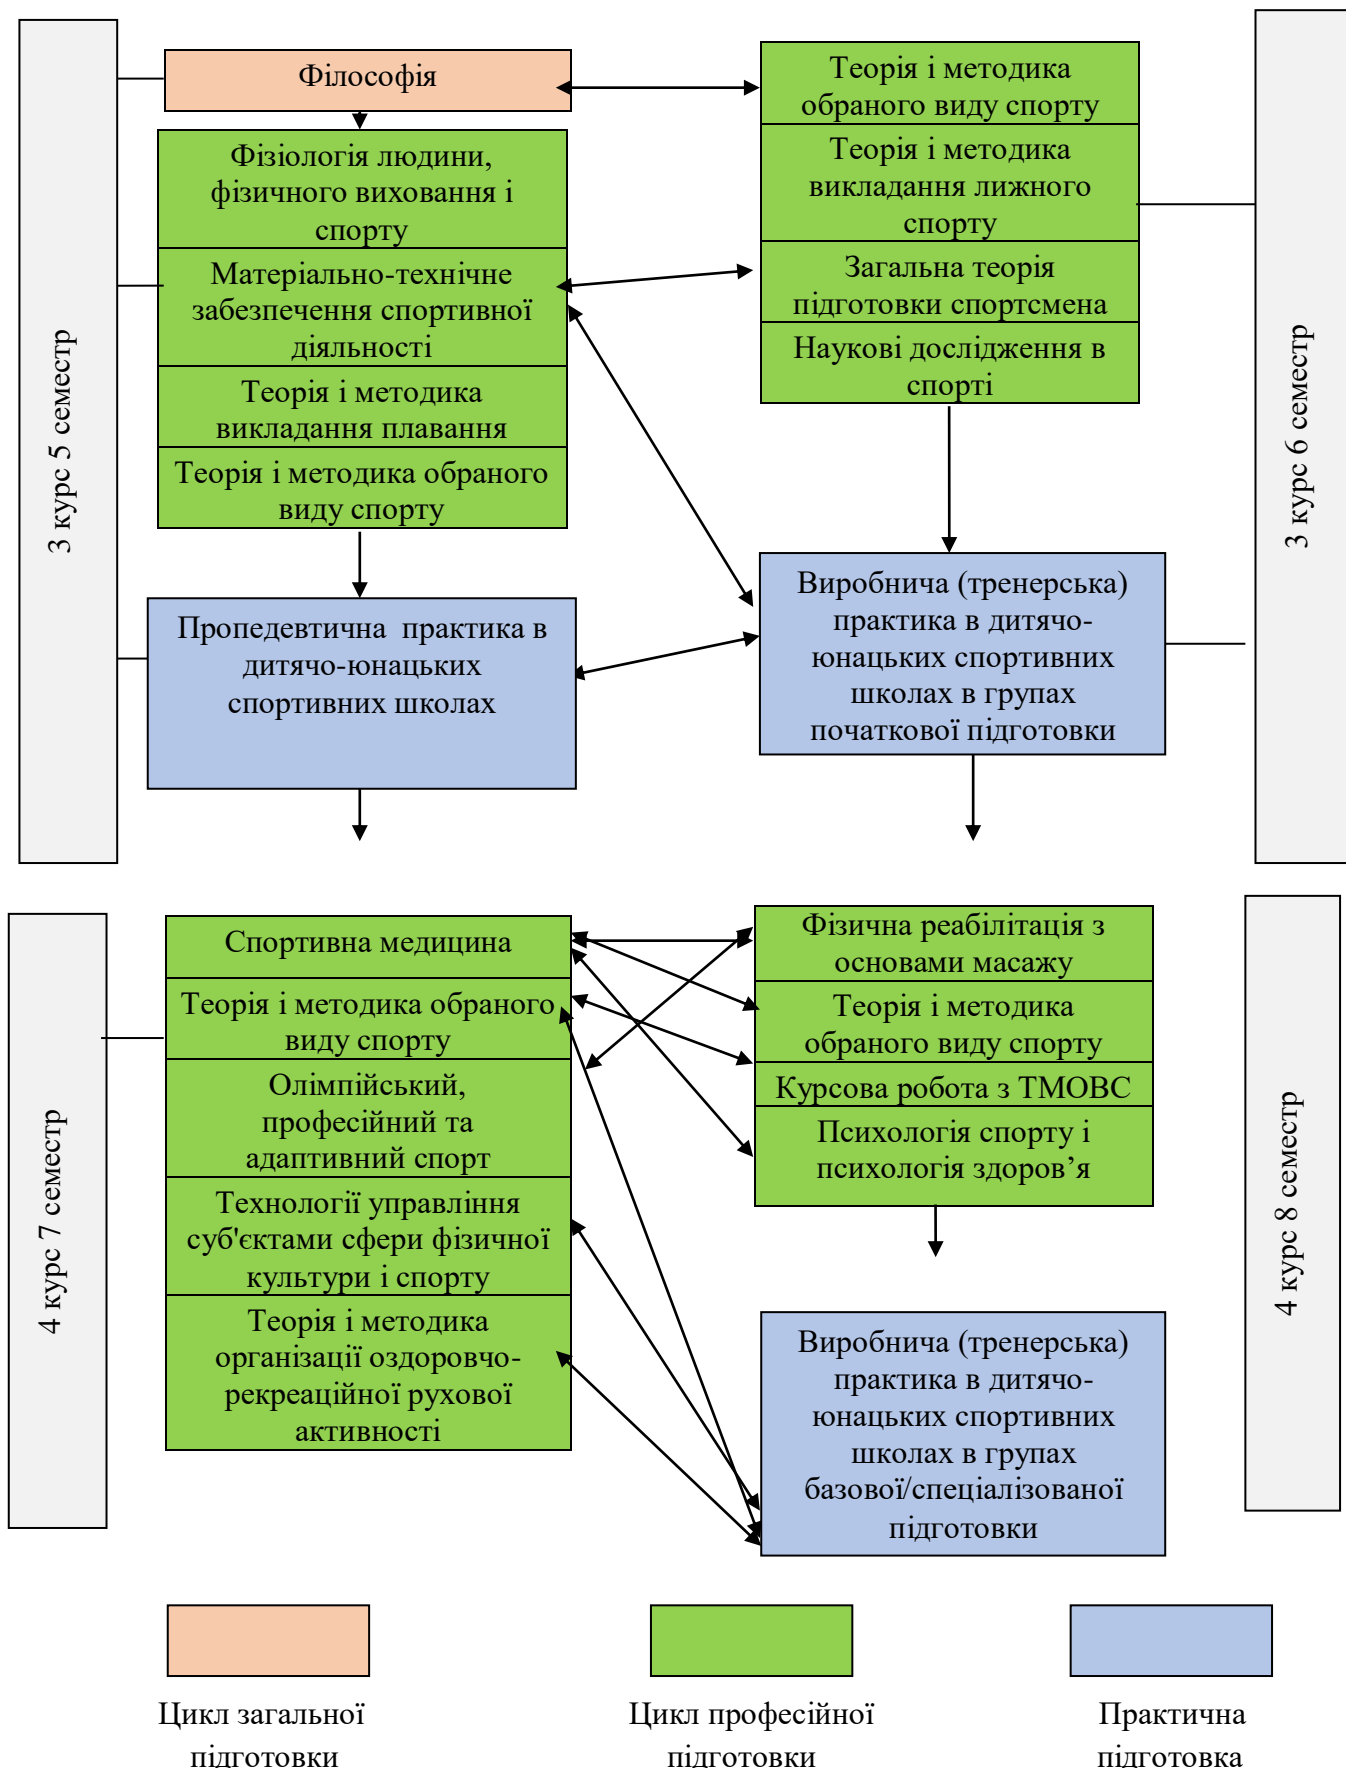 3 курс 5 семестр
Філософія
Фізіологія людини,
фізичного виховання і
спорту
Матеріально-технічне
забезпечення спортивної
діяльності
Теорія і методика
викладання плавання
Теорія і методика обраного
виду спорту
Пропедевтична практика в
дитячо-юнацьких
спортивних школах
Теорія і методика
обраного виду спорту
Теорія і методика
викладання лижного
спорту
Загальна теорія
підготовки спортсмена
Наукові дослідження в
спорті
Виробнича (тренерська)
практика в дитячо-
юнацьких спортивних
школах в групах
початкової підготовки
3 курс 6 семестр
4 курс 7 семестр
Спортивна медицина
Теорія і методика обраного
виду спорту
Олімпійський,
професійний та
адаптивний спорт
Технології управління
суб'єктами сфери фізичної
культури і спорту
Теорія і методика
організації оздоровчо-
рекреаційної рухової
активності
Фізична реабілітація з
основами масажу
Теорія і методика
обраного виду спорту
Курсова робота з ТМОВС
Психологія спорту і
психологія здоров’я
Виробнича (тренерська)
практика в дитячо-
юнацьких спортивних
школах в групах
базової/спеціалізованої
підготовки
4 курс 8 семестр
Цикл загальної
підготовки
Цикл професійної
підготовки
Практична
підготовка